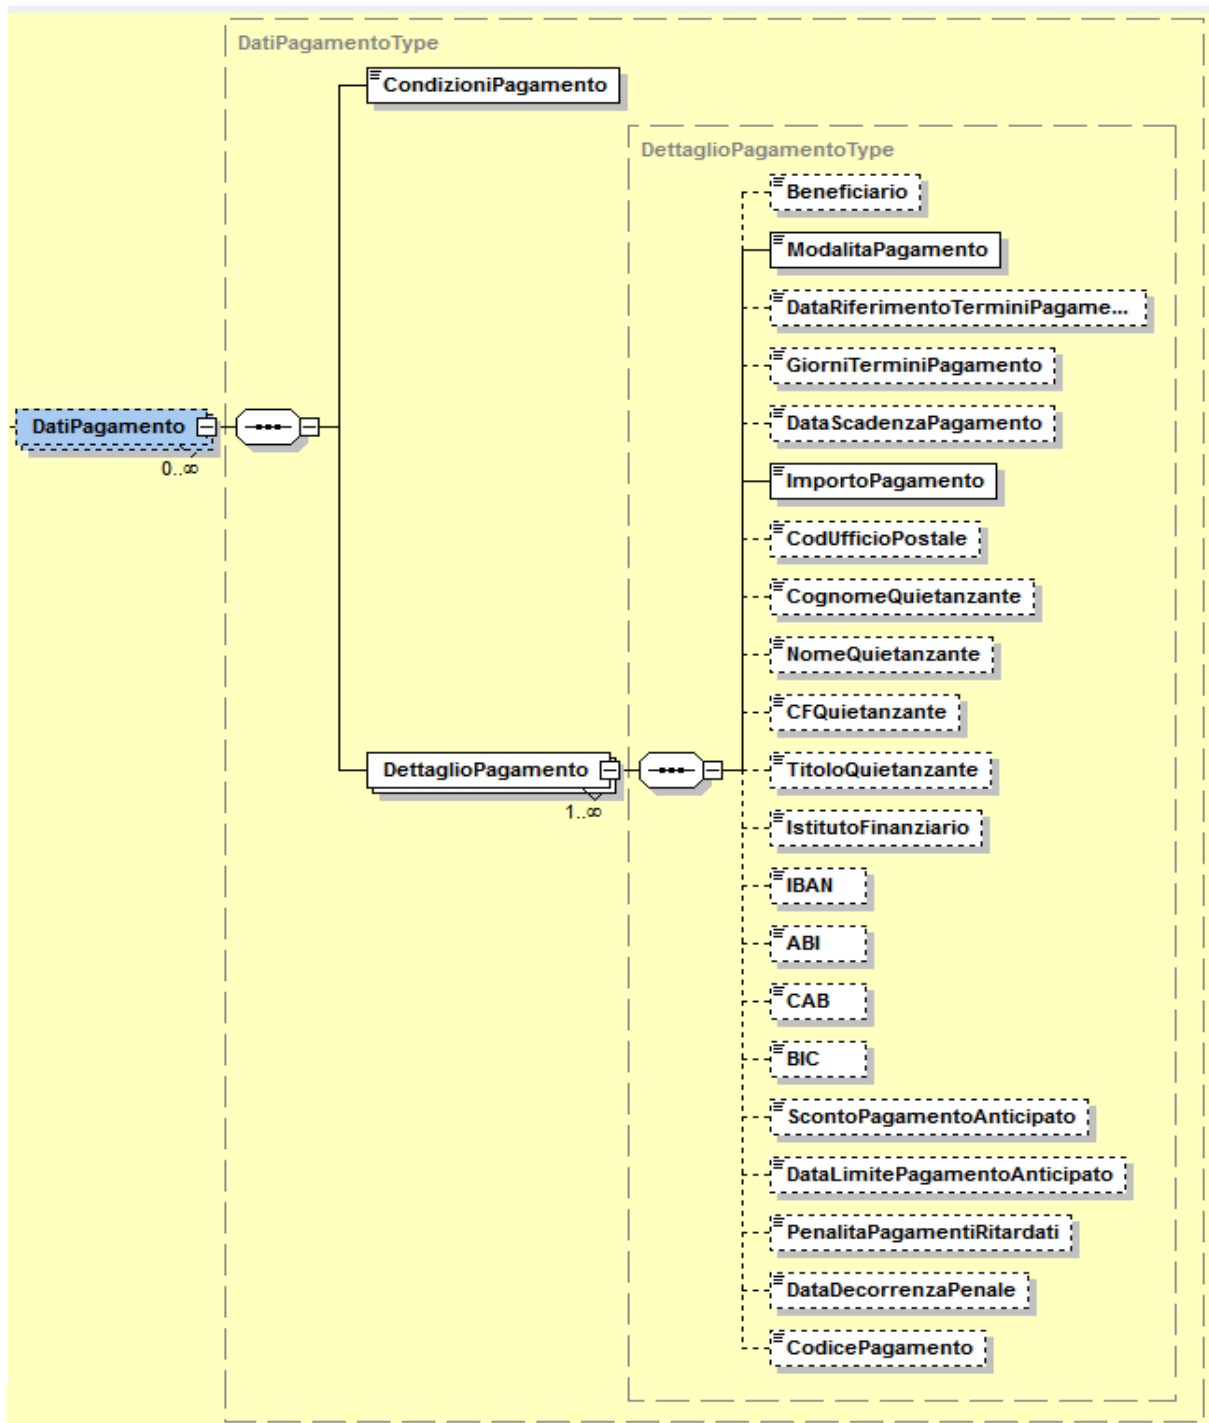 DatiPagamentoType
CondizioniPagamento
DettaglioPagamentoType
Beneficiario
ModalitaPagamento
DataRiferimentoTerminiPagame...
GiorniTerminiPagamento
DataScadenzaPagamento
DatiPagamento
0..∞
ImportoPagamento
CodUfficioPostale
CognomeQuietanzante
NomeQuietanzante
CFQuietanzante
DettaglioPagamento
1..∞
TitoloQuietanzante
IstitutoFinanziario
IBAN
ABI
CAB
BIC
ScontoPagamentoAnticipato
DataLimitePagamentoAnticipato
PenalitaPagamentiRitardati
DataDecorrenzaPenale
CodicePagamento